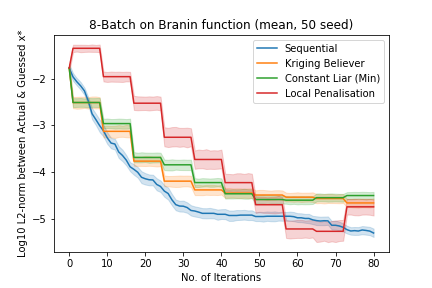 8-Batch on Branin function (mean, 50 seed)
Log10 L2-norm between Actual & Guessed x*
−2
−3
−4
−5
Sequential
Kriging Believer
Constant Liar (Min)
Local Penalisation
0 10 20 30 40 50 60 70 80
No. of Iterations